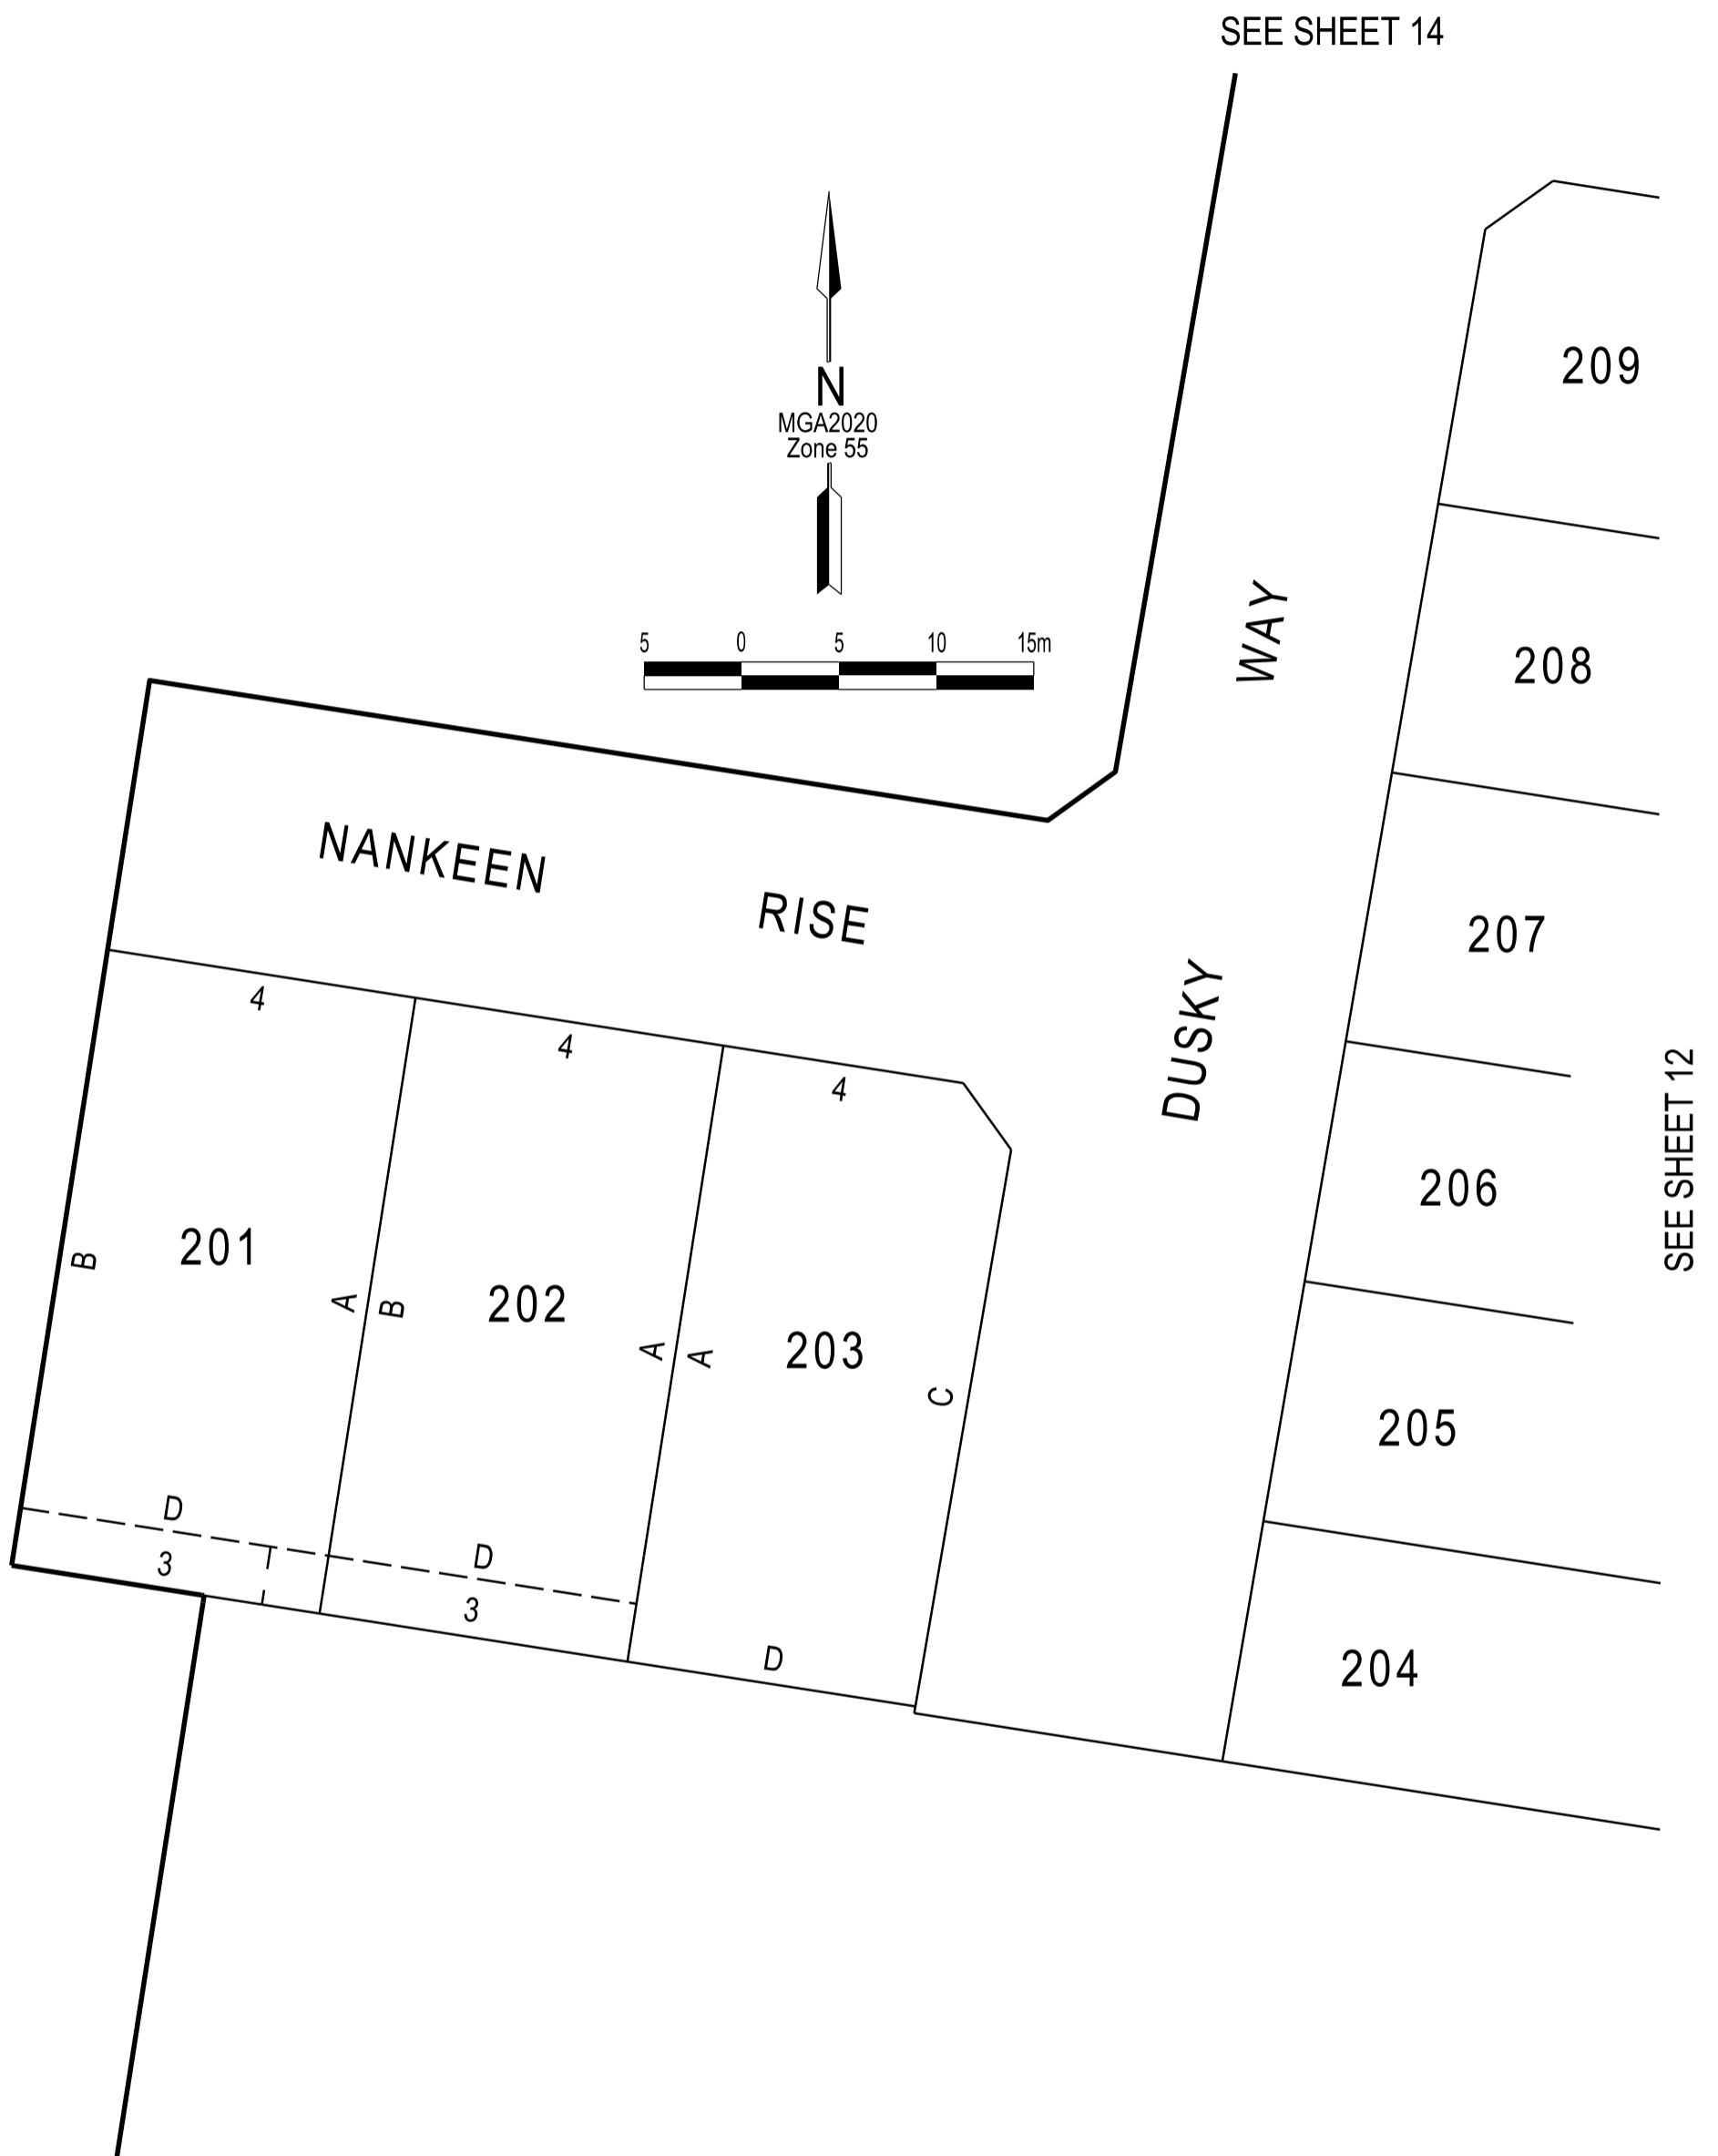 SEE SHEET 14
209
N
MGA2020
Zone 55
5 0 5 10 15m
WAY
208
NANKEEN RISE
207
DUSKY
4
4
4
SEE SHEET 12
206
B
201
A
B
202
A
A
203
C
205
D
3
D
3
D
204